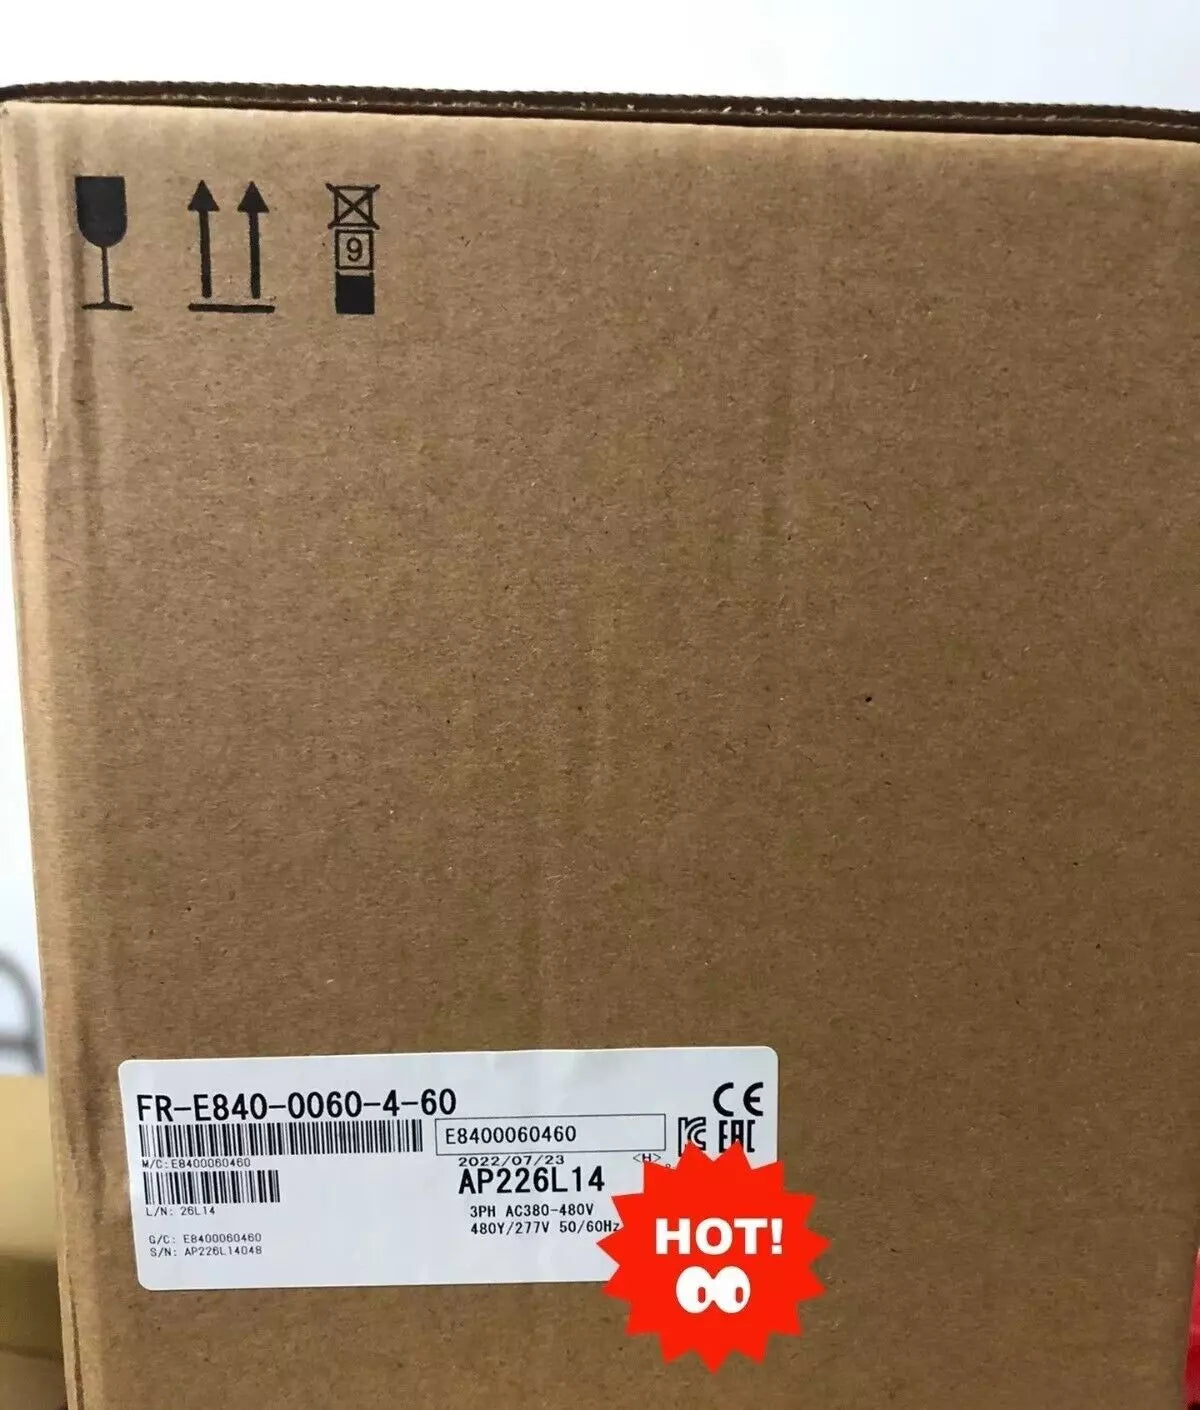 9
FR-E840-0060-4-60
CE
E8400060460
EAC
M/C:E8400060460
2022/07/23
<H>
AP226L14
L/N: 26L14
3PH AC380-480V
480Y/277V 50/60Hz
G/C: E8400060460
S/N: AP226L14048
HOT!